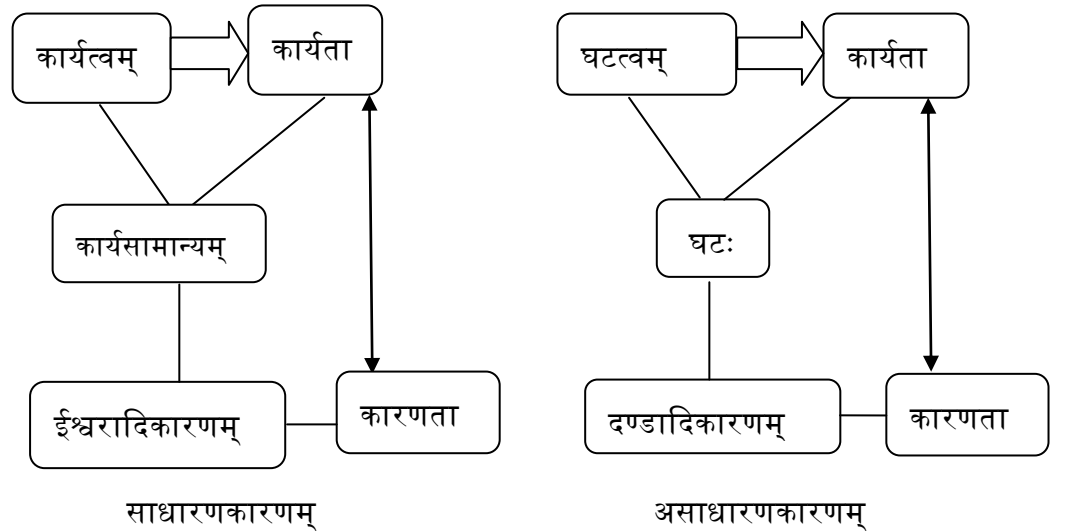 कार्यत्वम्
कार्यता
कार्यसामान्यम्
ईश्वरादिकारणम्
कारणता
साधारणकारणम्
घटत्वम्
कार्यता
घटः
दण्डादिकारणम्
कारणता
असाधारणकारणम्